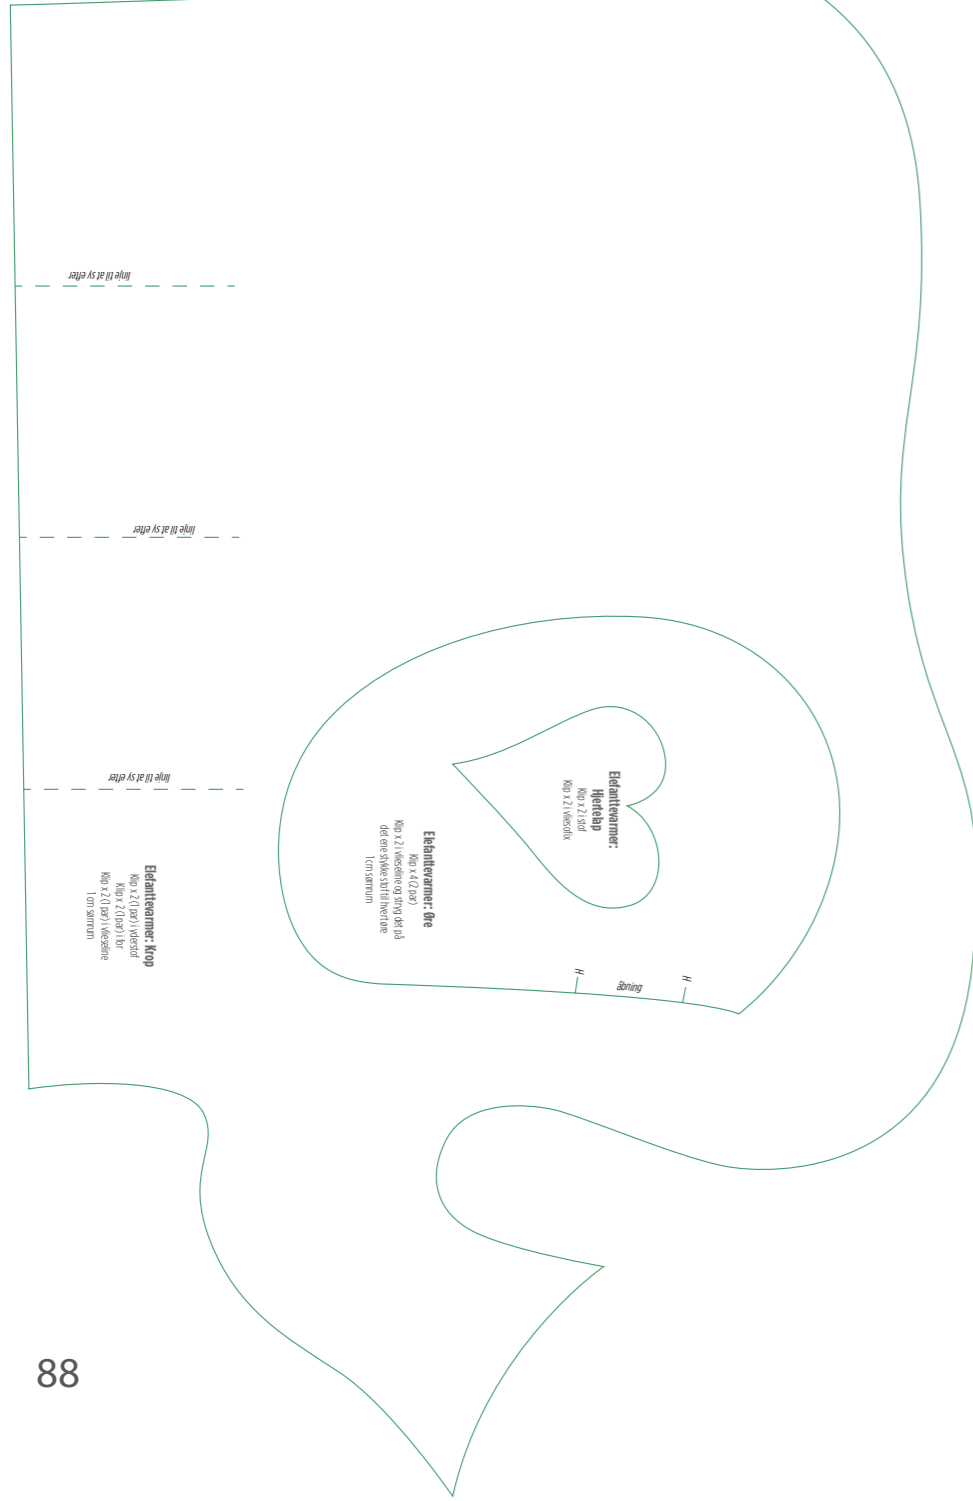 linje til at sy efter
linje til at sy efter
linje til at sy efter
Elefanttevarmer: Krop
Klip x 2 (1 par) i yderstof
Klip x 2 (1 par) i for
Klip x 2 (1 par) i vlieseline
1 cm sømrum
Elefanttevarmer: Øre
Klip x 4 (2 par)
Klip x 2 i vlieseline og stryg det på
det ene stykke stof til hvert øre
1 cm sømrum
Elefanttevarmer:
Hjertelap
Klip x 2 i stof
Klip x 2 i vliesofix
H
åbning
H
88